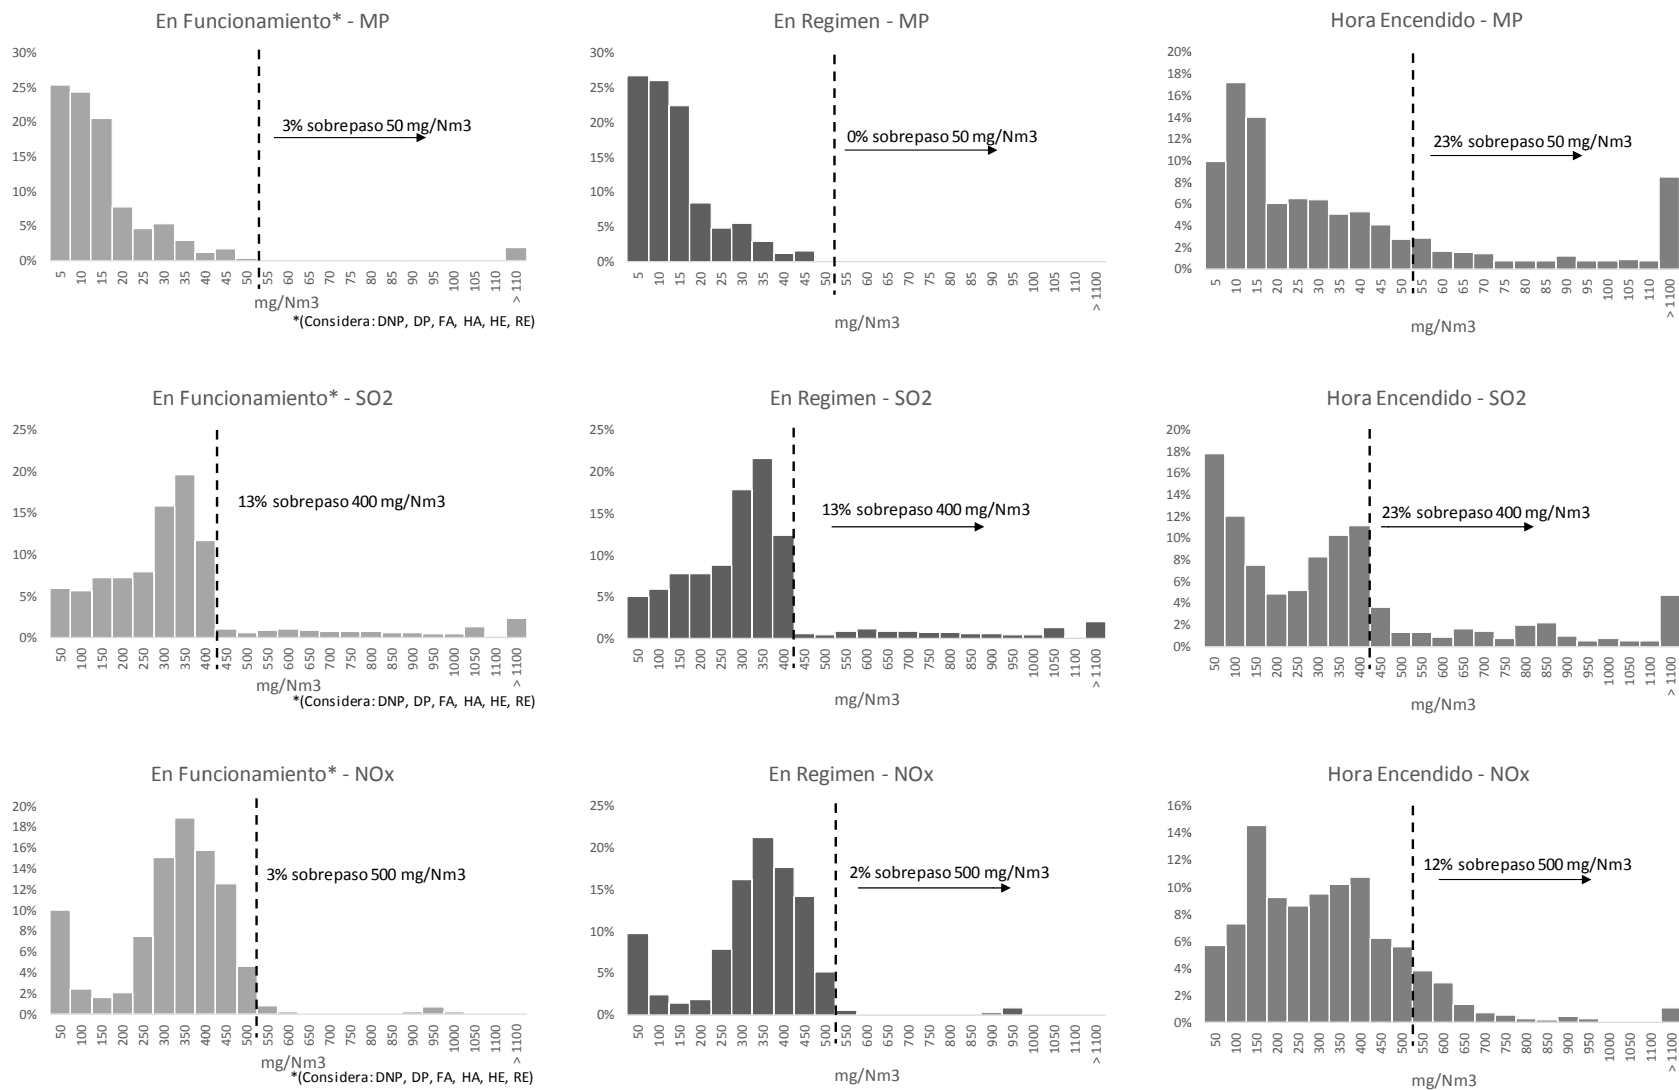 En Funcionamiento* - MP
30%
25%
20%
15%
10%
5%
0%
3% sobrepaso 50 mg/Nm3
5 10 15 20 25 30 35 40 45 50 55 60 65 70 75 80 85 90 95 100 105 110 > 110
mg/Nm3
*(Considera: DNP, DP, FA, HA, HE, RE)
En Regimen - MP
30%
25%
20%
15%
10%
5%
0%
0% sobrepaso 50 mg/Nm3
5 10 15 20 25 30 35 40 45 50 55 60 65 70 75 80 85 90 95 100 105 110 > 1100
mg/Nm3
Hora Encendido - MP
20%
18%
16%
14%
12%
10%
8%
6%
4%
2%
0%
23% sobrepaso 50 mg/Nm3
5 10 15 20 25 30 35 40 45 50 55 60 65 70 75 80 85 90 95 100 105 110 > 1100
mg/Nm3
En Funcionamiento* - SO2
25%
20%
15%
10%
5%
0%
13% sobrepaso 400 mg/Nm3
50 100 150 200 250 300 350 400 450 500 550 600 650 700 750 800 850 900 950 1000 1050 1100 > 1100
mg/Nm3
*(Considera: DNP, DP, FA, HA, HE, RE)
En Regimen - SO2
25%
20%
15%
10%
5%
0%
13% sobrepaso 400 mg/Nm3
50 100 150 200 250 300 350 400 450 500 550 600 650 700 750 800 850 900 950 1000 1050 1100 > 1100
mg/Nm3
Hora Encendido - SO2
20%
18%
16%
14%
12%
10%
8%
6%
4%
2%
0%
23% sobrepaso 400 mg/Nm3
50 100 150 200 250 300 350 400 450 500 550 600 650 700 750 800 850 900 950 1000 1050 1100 > 1100
mg/Nm3
En Funcionamiento* - NOx
20%
18%
16%
14%
12%
10%
8%
6%
4%
2%
0%
3% sobrepaso 500 mg/Nm3
50 100 150 200 250 300 350 400 450 500 550 600 650 700 750 800 850 900 950 1000 1050 1100 > 1100
mg/Nm3
*(Considera: DNP, DP, FA, HA, HE, RE)
En Regimen - NOx
25%
20%
15%
10%
5%
0%
2% sobrepaso 500 mg/Nm3
50 100 150 200 250 300 350 400 450 500 550 600 650 700 750 800 850 900 950 1000 1050 1100 > 1100
mg/Nm3
Hora Encendido - NOx
16%
14%
12%
10%
8%
6%
4%
2%
0%
12% sobrepaso 500 mg/Nm3
50 100 150 200 250 300 350 400 450 500 550 600 650 700 750 800 850 900 950 1000 1050 1100 > 1100
mg/Nm3